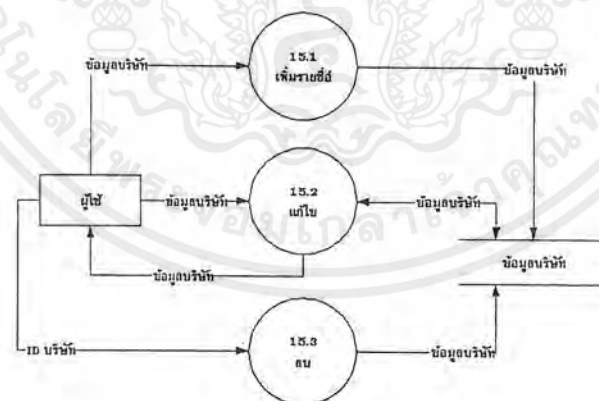 15.1
เพิ่มรายชื่อ
ข้อมูลบริษัท
ข้อมูลบริษัท
ผู้ใช้
ข้อมูลบริษัท
15.2
แก้ไข
ข้อมูลบริษัท
ข้อมูลบริษัท
ข้อมูลบริษัท
ID บริษัท
15.3
ลบ
ข้อมูลบริษัท